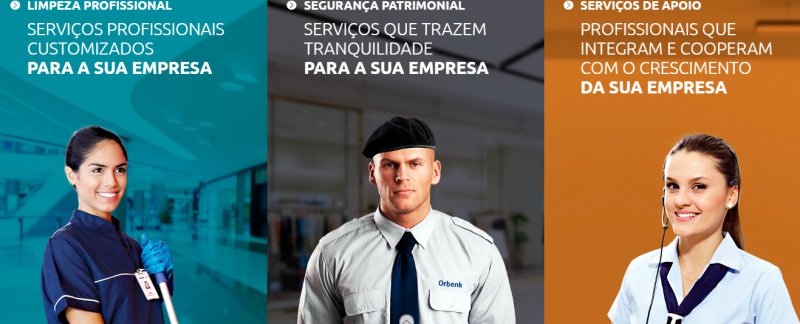 LIMPEZA PROFISSIONAL
SERVIÇOS PROFISSIONAIS
CUSTOMIZADOS
PARA A SUA EMPRESA
SEGURANÇA PATRIMONIAL
SERVIÇOS QUE TRAZEM
TRANQUILIDADE
PARA A SUA EMPRESA
Orbenk
SERVIÇOS DE APOIO
PROFISSIONAIS QUE
INTEGRAM E COOPERAM
COM O CRESCIMENTO
DA SUA EMPRESA